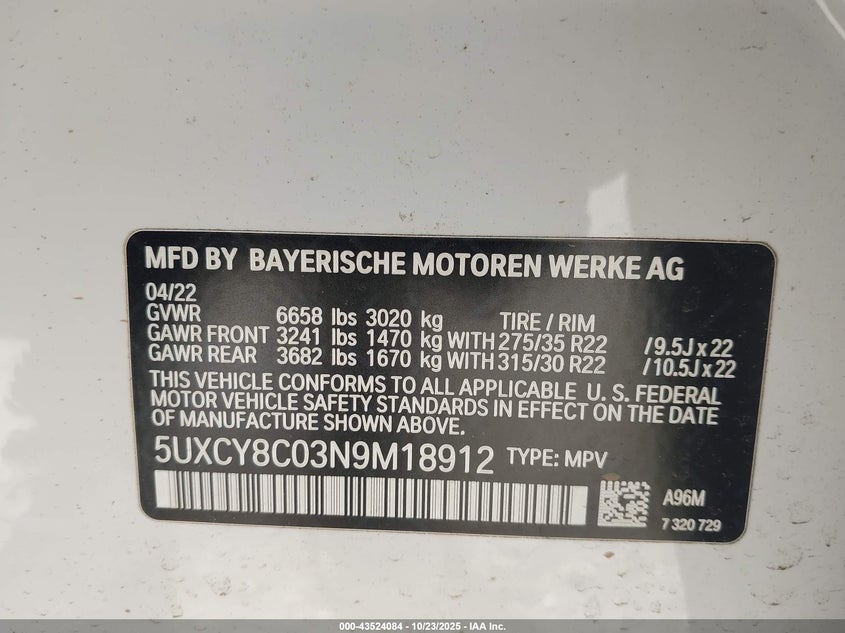 MFD BY BAYERISCHE MOTOREN WERKE AG
04/22
GVWR 6658 lbs 3020 kg TIRE / RIM
GAWR FRONT 3241 lbs 1470 kg WITH 275/35 R22 /9.5J x 22
GAWR REAR 3682 lbs 1670 kg WITH 315/30 R22 /10.5J x 22
THIS VEHICLE CONFORMS TO ALL APPLICABLE U. S. FEDERAL
MOTOR VEHICLE SAFETY STANDARDS IN EFFECT ON THE DATE
OF MANUFACTURE SHOWN ABOVE.
5UXCY8C03N9M18912 TYPE: MPV
A96M
7 320 729
000-43524084 - 10/23/2025 - IAA Inc.